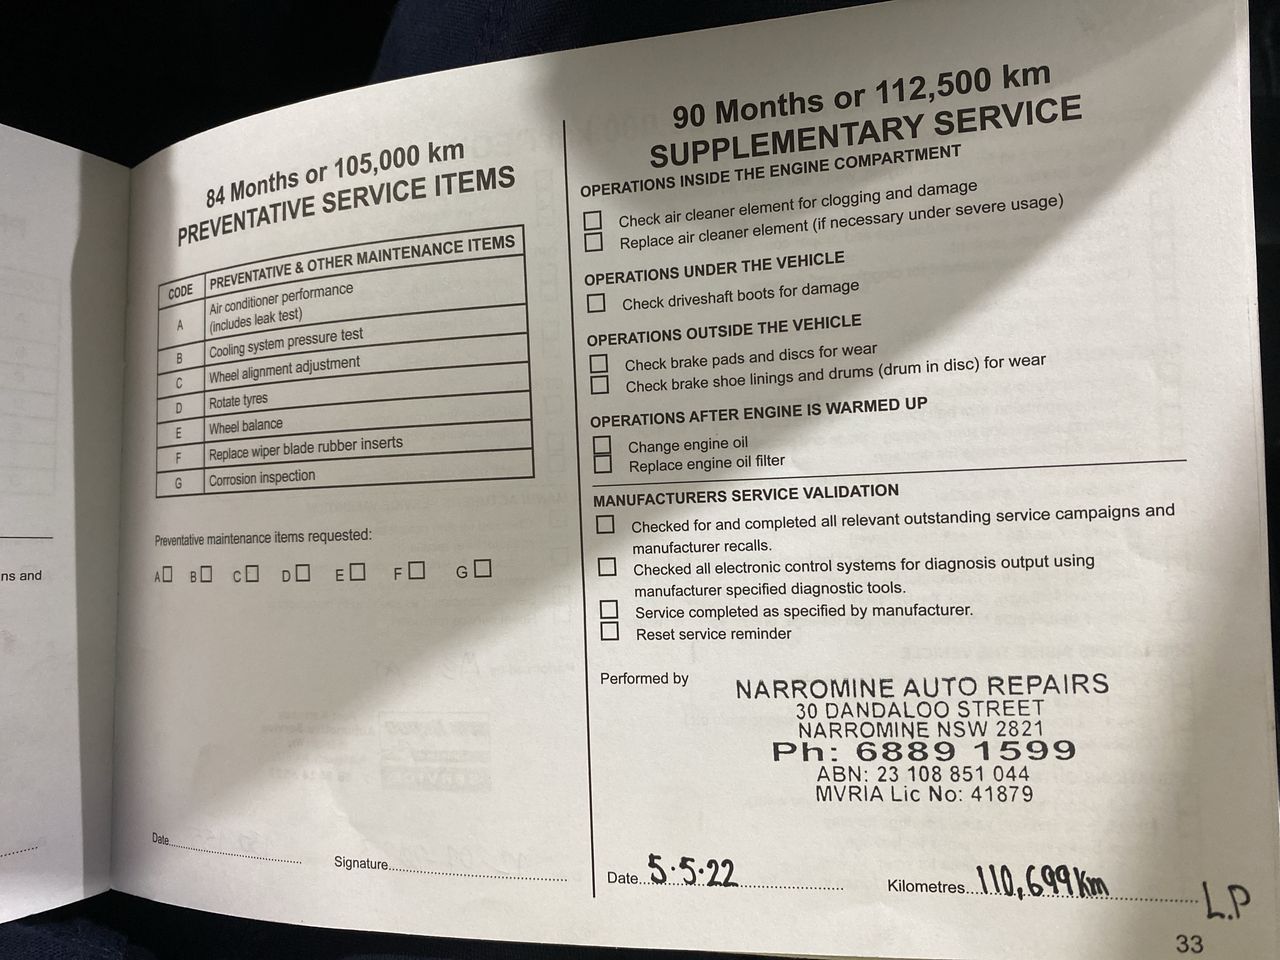 ns and
84 Months or 105,000 km
PREVENTATIVE SERVICE ITEMS
CODE PREVENTATIVE & OTHER MAINTENANCE ITEMS
A Air conditioner performance
(includes leak test)
B Cooling system pressure test
C Wheel alignment adjustment
D Rotate tyres
E Wheel balance
F Replace wiper blade rubber inserts
G Corrosion inspection
Preventative maintenance items requested:
A B C D E F G
Date
Signature
90 Months or 112,500 km
SUPPLEMENTARY SERVICE
OPERATIONS INSIDE THE ENGINE COMPARTMENT
Check air cleaner element for clogging and damage
Replace air cleaner element (if necessary under severe usage)
OPERATIONS UNDER THE VEHICLE
Check driveshaft boots for damage
OPERATIONS OUTSIDE THE VEHICLE
Check brake pads and discs for wear
Check brake shoe linings and drums (drum in disc) for wear
OPERATIONS AFTER ENGINE IS WARMED UP
Change engine oil
Replace engine oil filter
MANUFACTURERS SERVICE VALIDATION
Checked for and completed all relevant outstanding service campaigns and
manufacturer recalls.
Checked all electronic control systems for diagnosis output using
manufacturer specified diagnostic tools.
Service completed as specified by manufacturer.
Reset service reminder
Performed by
NARROMINE AUTO REPAIRS
30 DANDALOO STREET
NARROMINE NSW 2821
Ph: 6889 1599
ABN: 23 108 851 044
MVRIA Lic No: 41879
Date 5.5.22 Kilometres 110,699km
L.P
33